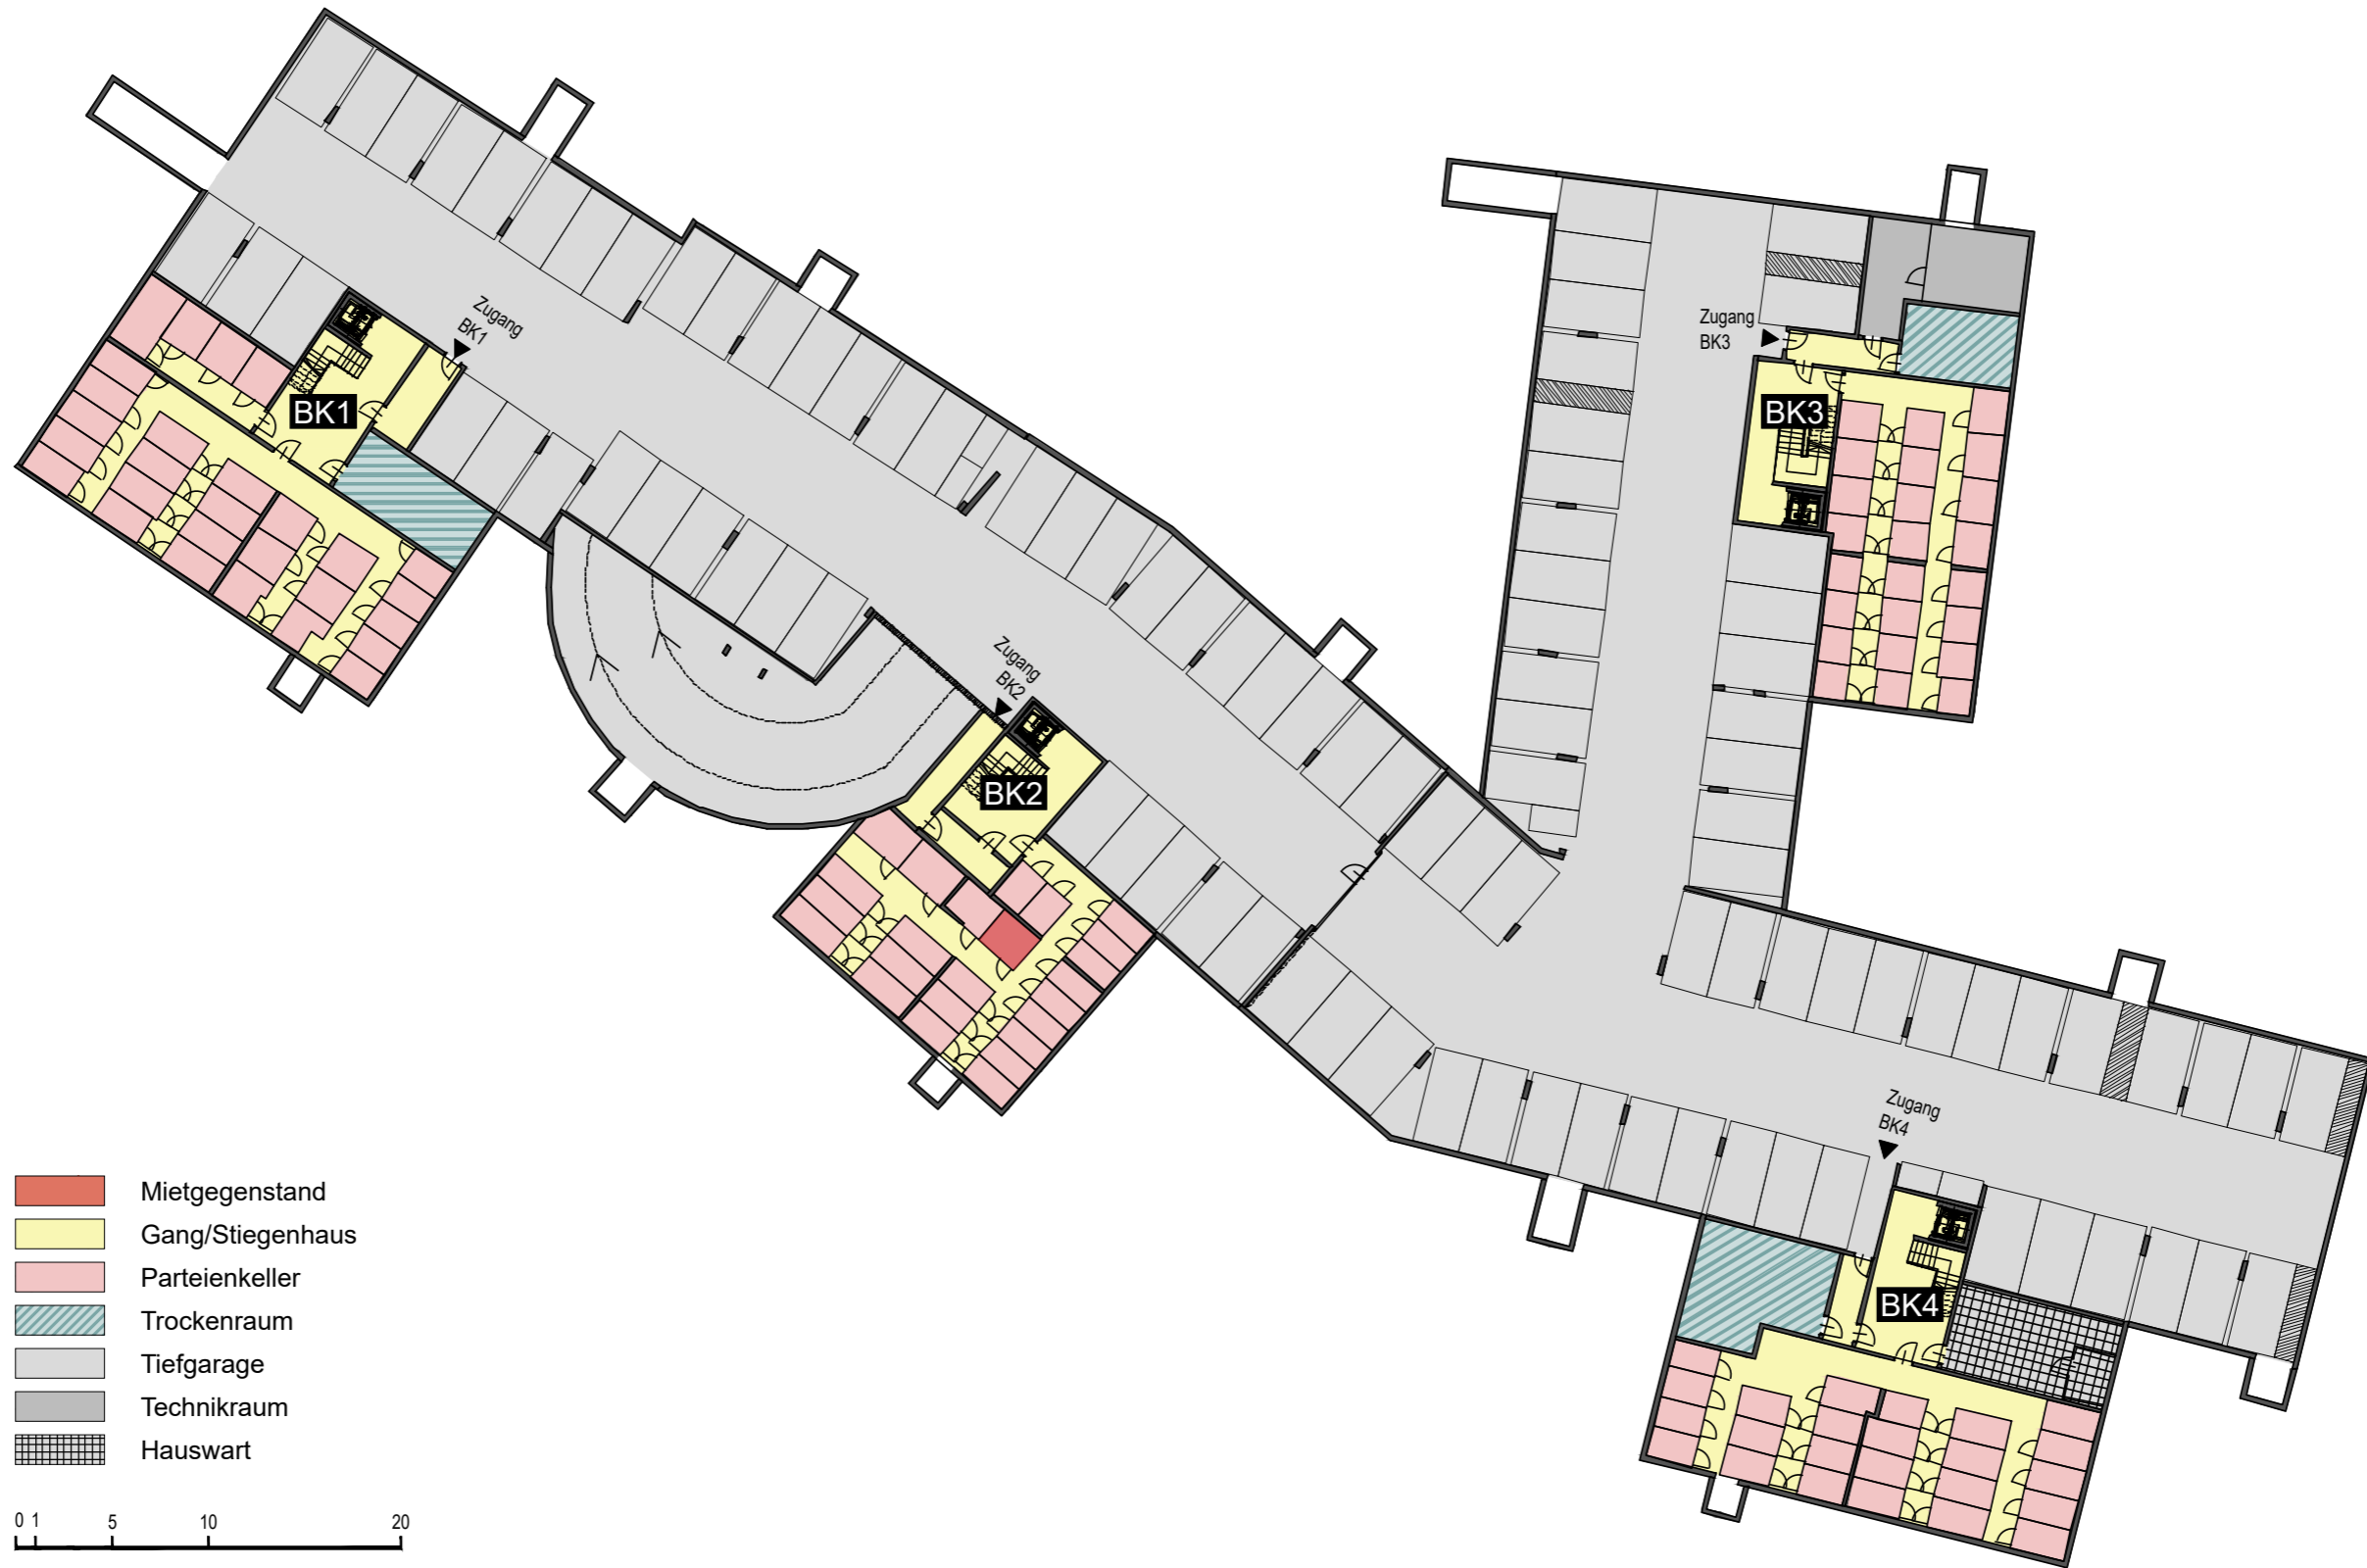 Zugang
BK1
BK1
Zugang
BK2
BK2
Zugang
BK3
BK3
Zugang
BK4
BK4
Mietgegenstand
Gang/Stiegenhaus
Parteienkeller
Trockenraum
Tiefgarage
Technikraum
Hauswart
0 1 5 10 20